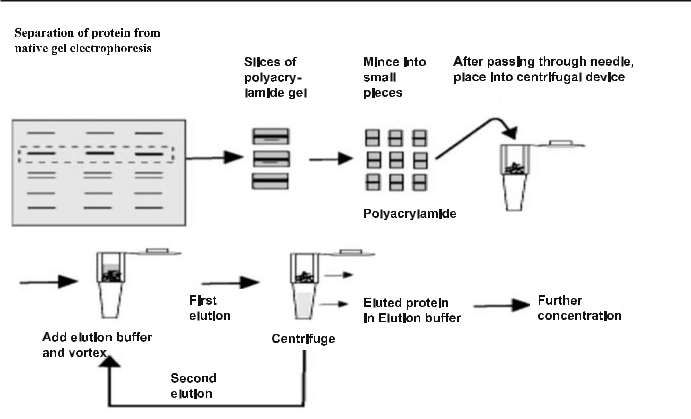 Separation of protein from
native gel electrophoresis
Slices of
polyacry-
lamide gel
Mince into
small
pieces
After passing through needle,
place into centrifugal device
Polyacrylamide
Add elution buffer
and vortex
First
elution
Centrifuge
Eluted protein
in Elution buffer
Further
concentration
Second
elution